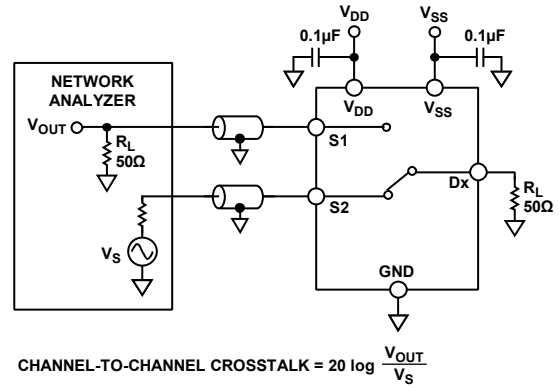 V_DD
V_SS
0.1µF
0.1µF
NETWORK
ANALYZER
V_DD
V_SS
V_OUT
S1
R_L
50Ω
Dx
R_L
50Ω
S2
V_S
GND
CHANNEL-TO-CHANNEL CROSSTALK = 20 log V_OUT
V_S